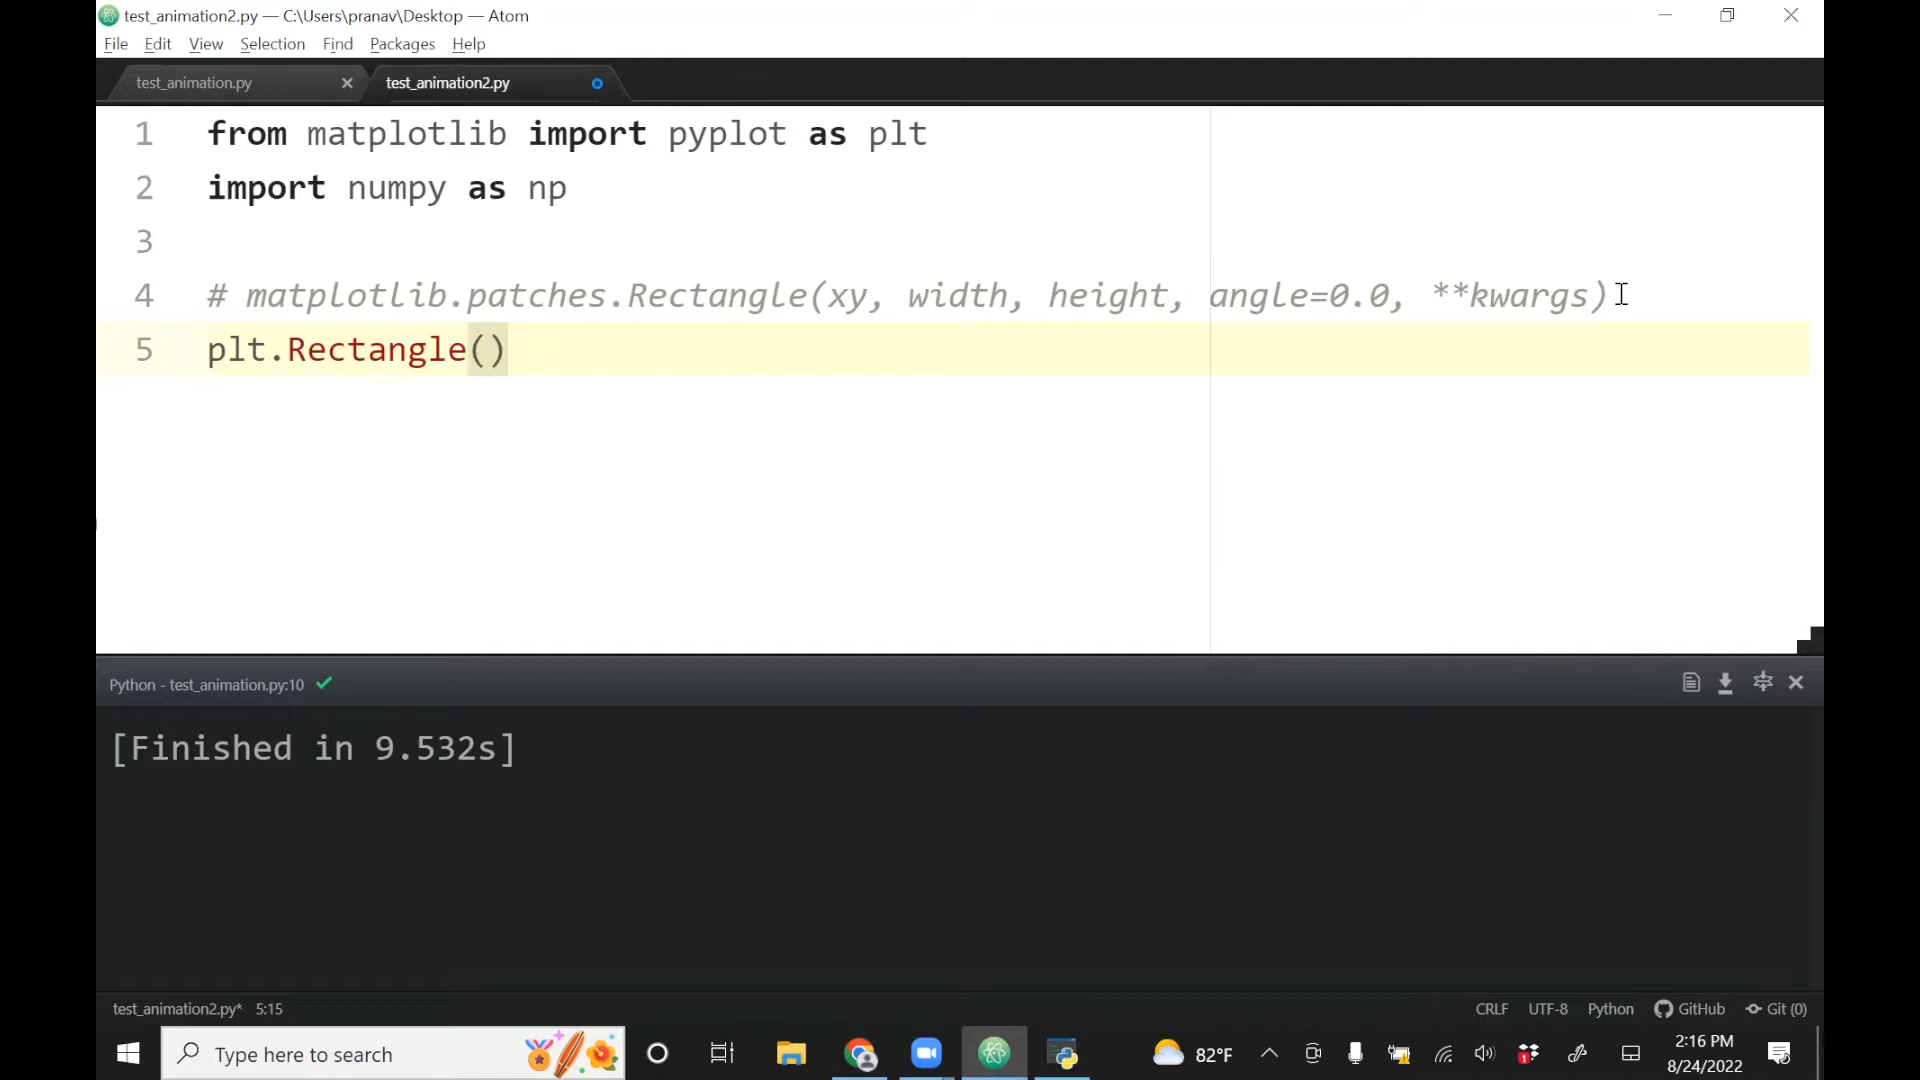 test_animation2.py — C:\Users\pranav\Desktop — Atom
File Edit View Selection Find Packages Help
test_animation.py test_animation2.py
1 from matplotlib import pyplot as plt
2 import numpy as np
3
4 # matplotlib.patches.Rectangle(xy, width, height, angle=0.0, **kwargs)
5 plt.Rectangle()
Python - test_animation.py:10
[Finished in 9.532s]
test_animation2.py* 5:15 CRLF UTF-8 Python GitHub Git (0)
Type here to search 82°F 1 2:16 PM
8/24/2022